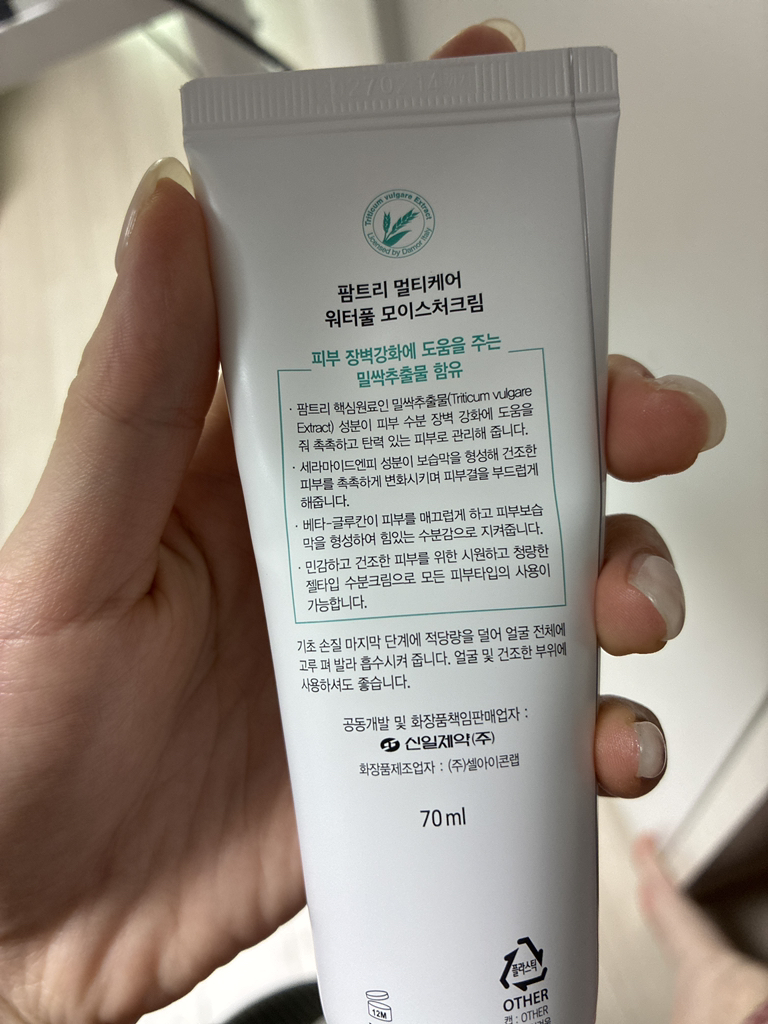 Triticum vulgare Extract
Licensed by Damor Italy
팜트리 멀티케어
워터풀 모이스처크림
피부 장벽강화에 도움을 주는
밀싹추출물 함유
· 팜트리 핵심원료인 밀싹추출물(Triticum vulgare
Extract) 성분이 피부 수분 장벽 강화에 도움을
줘 촉촉하고 탄력 있는 피부로 관리해 줍니다.
· 세라마이드엔피 성분이 보습막을 형성해 건조한
피부를 촉촉하게 변화시키며 피부결을 부드럽게
해줍니다.
· 베타-글루칸이 피부를 매끄럽게 하고 피부보습
막을 형성하여 힘있는 수분감으로 지켜줍니다.
· 민감하고 건조한 피부를 위한 시원하고 청량한
젤타입 수분크림으로 모든 피부타입의 사용이
가능합니다.
기초 손질 마지막 단계에 적당량을 덜어 얼굴 전체에
고루 펴 발라 흡수시켜 줍니다. 얼굴 및 건조한 부위에
사용하셔도 좋습니다.
공동개발 및 화장품책임판매업자 :
신일제약(주)
화장품제조업자 : (주)셀아이콘랩
70ml
플라스틱
12M
OTHER
캡 : OTHER